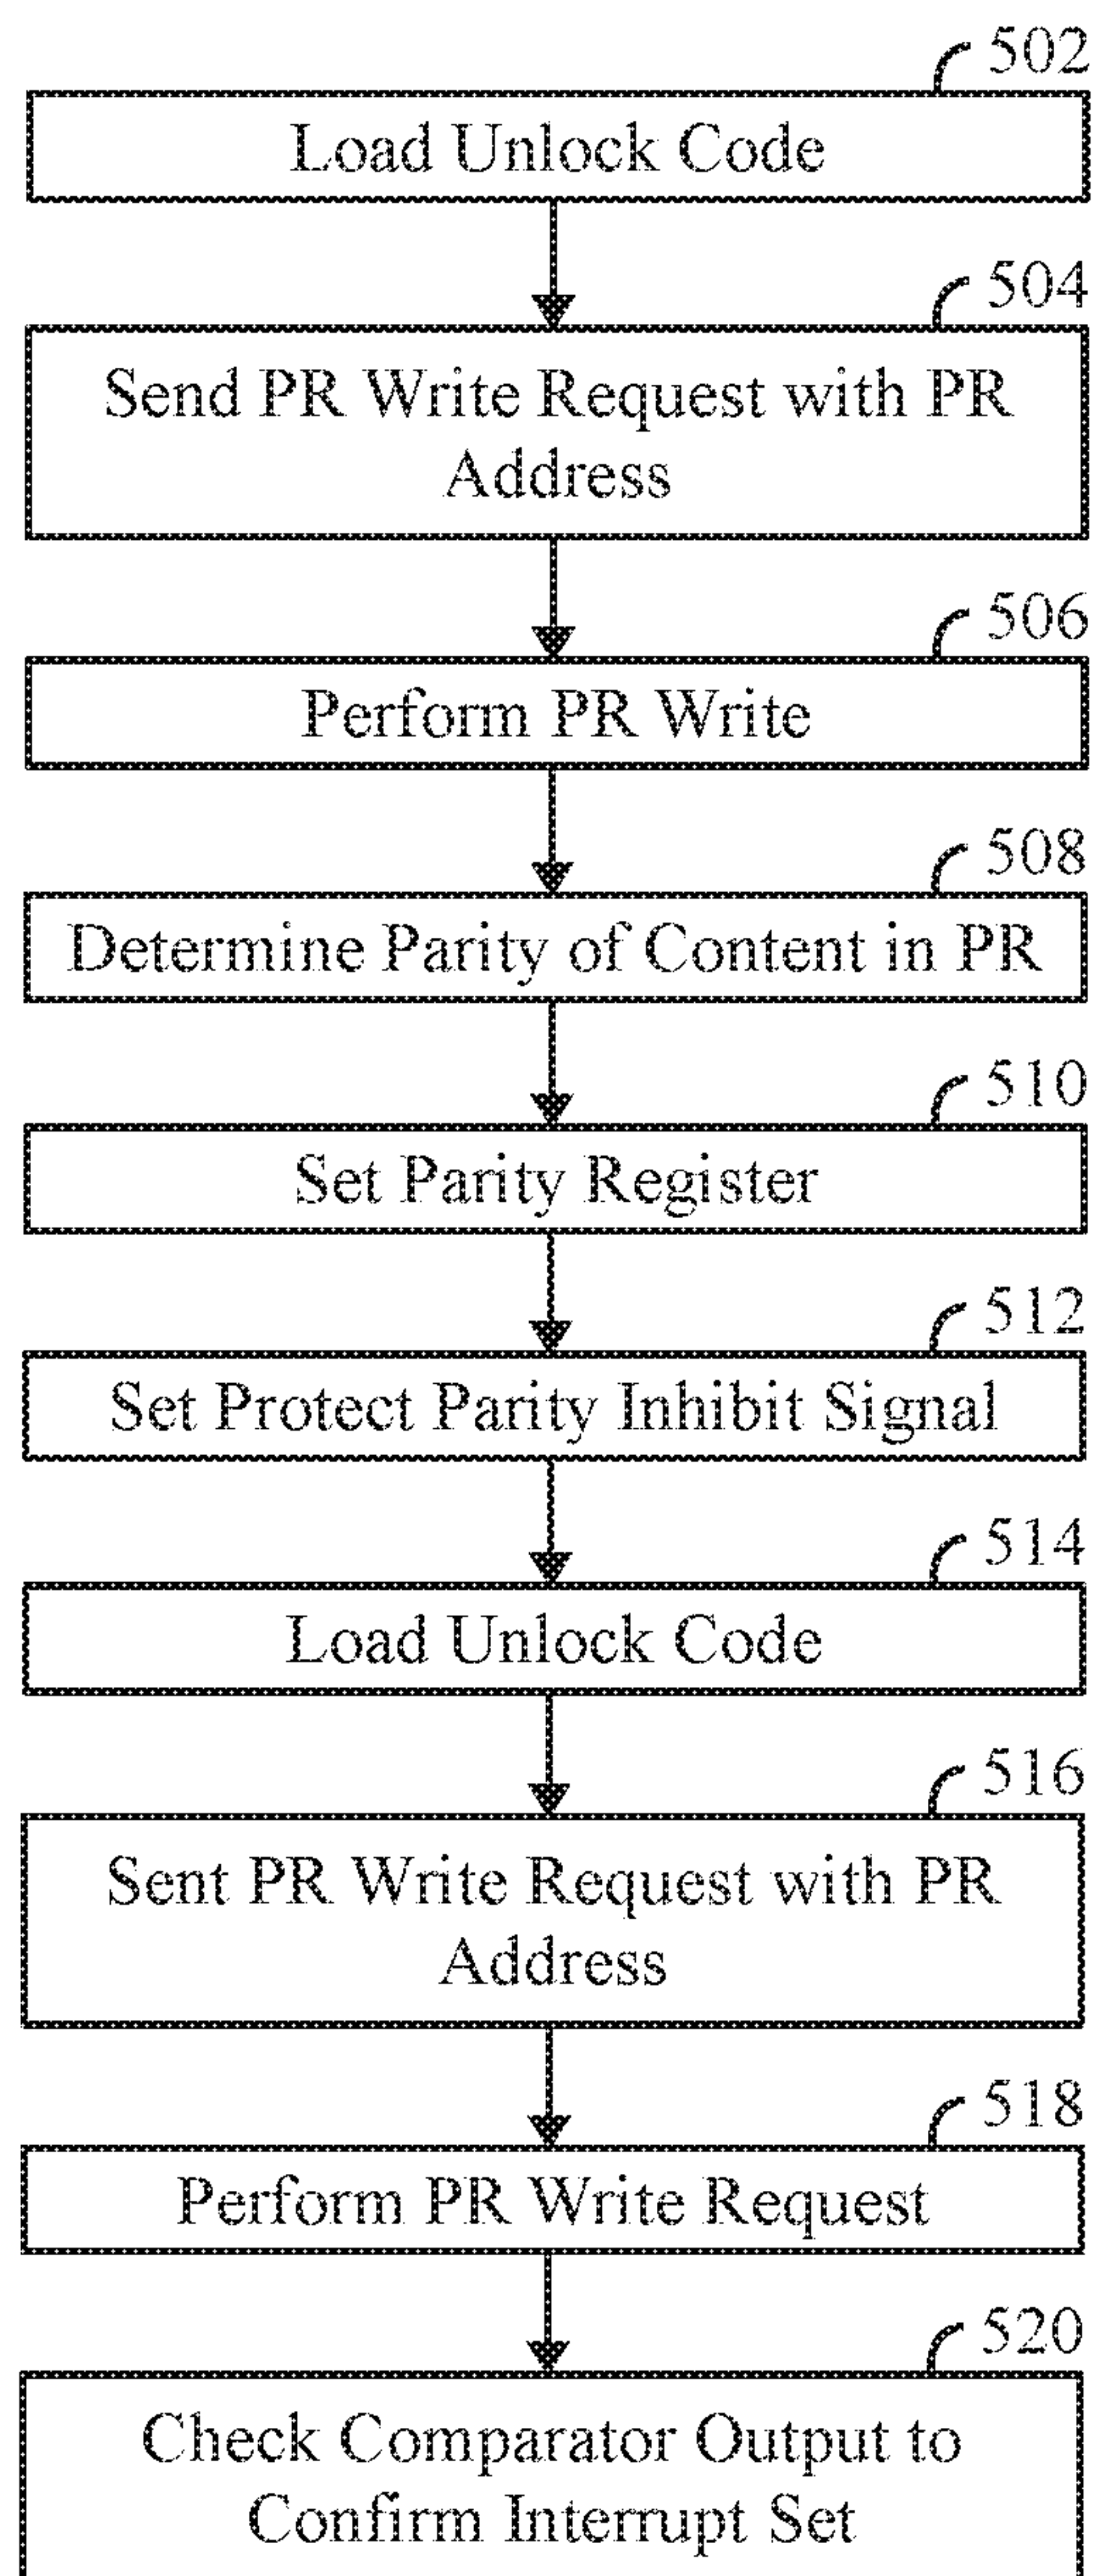 502
Load Unlock Code
504
Send PR Write Request with PR
Address
506
Perform PR Write
508
Determine Parity of Content in PR
510
Set Parity Register
512
Set Protect Parity Inhibit Signal
514
Load Unlock Code
516
Sent PR Write Request with PR
Address
518
Perform PR Write Request
520
Check Comparator Output to
Confirm Interrupt Set